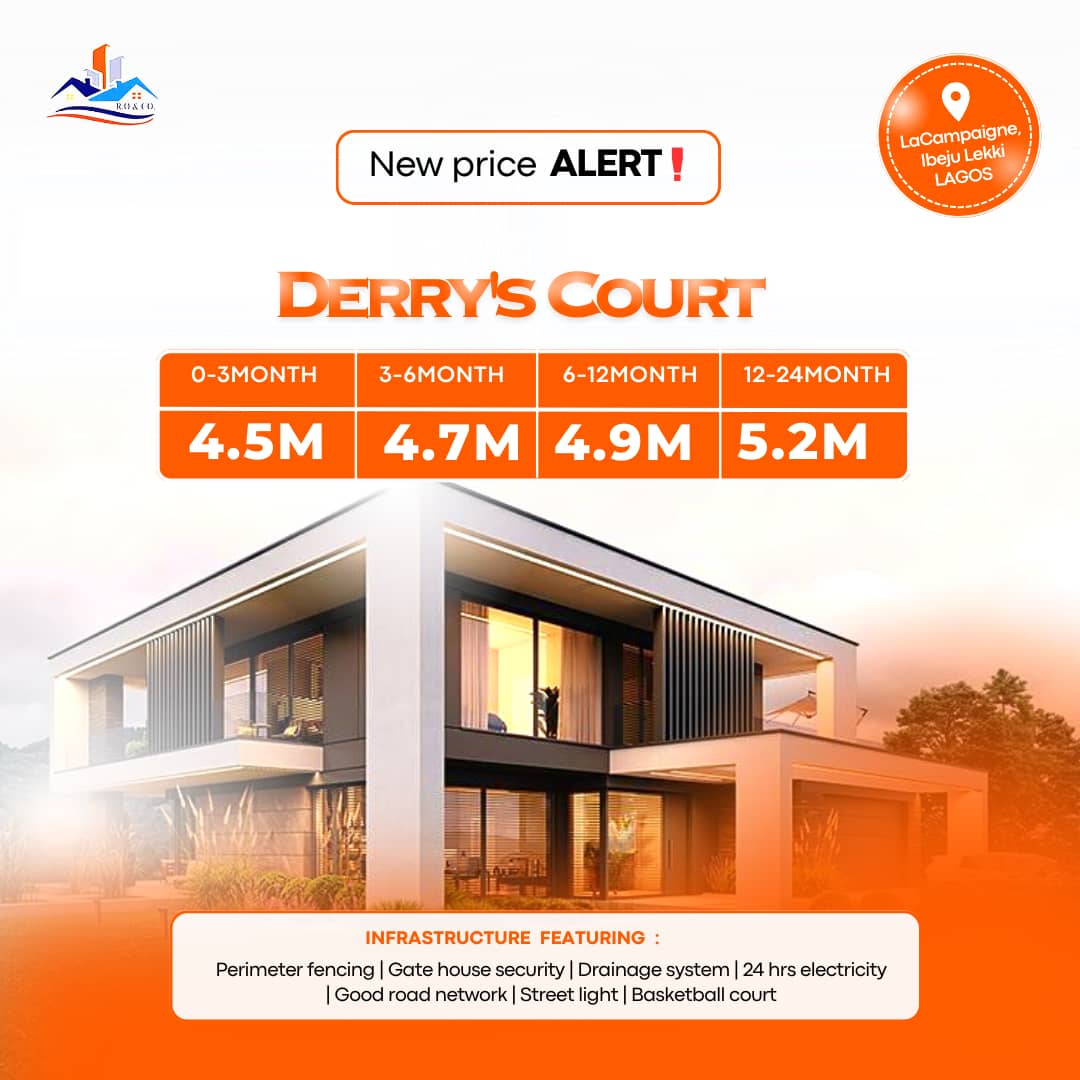 R.O & CO.
LaCampaigne,
Ibeju Lekki
LAGOS
New price ALERT❗
DERRY'S COURT
0-3MONTH 3-6MONTH 6-12MONTH 12-24MONTH
4.5M 4.7M 4.9M 5.2M
INFRASTRUCTURE FEATURING :
Perimeter fencing | Gate house security | Drainage system | 24 hrs electricity
| Good road network | Street light | Basketball court